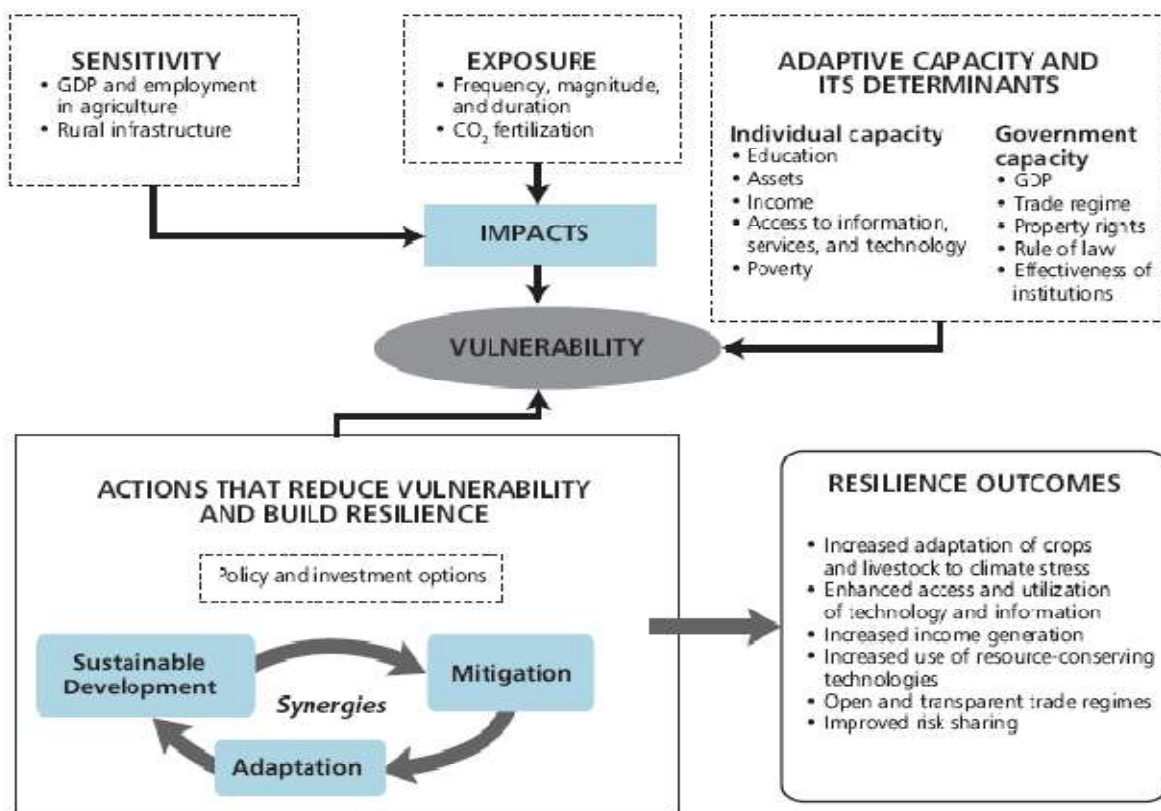 SENSITIVITY
• GDP and employment
in agriculture
• Rural infrastructure
EXPOSURE
• Frequency, magnitude,
and duration
• CO₂ fertilization
ADAPTIVE CAPACITY AND
ITS DETERMINANTS
Individual capacity
• Education
• Assets
• Income
• Access to information,
services, and technology
• Poverty
Government
capacity
• GDP
• Trade regime
• Property rights
• Rule of law
• Effectiveness of
institutions
IMPACTS
VULNERABILITY
ACTIONS THAT REDUCE VULNERABILITY
AND BUILD RESILIENCE
Policy and investment options
Sustainable
Development
Mitigation
Synergies
Adaptation
RESILIENCE OUTCOMES
• Increased adaptation of crops
and livestock to climate stress
• Enhanced access and utilization
of technology and information
• Increased income generation
• Increased use of resource-conserving
technologies
• Open and transparent trade regimes
• Improved risk sharing